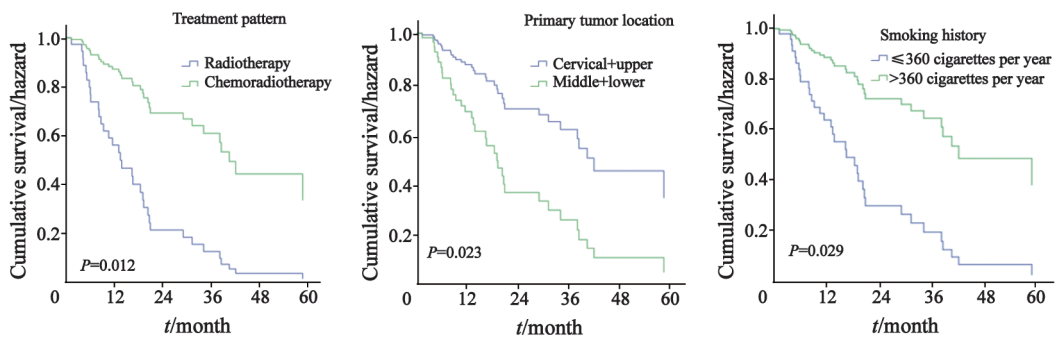 Treatment pattern
Cumulative survival/hazard
1.0
0.8
0.6
0.4
0.2
Radiotherapy
Chemoradiotherapy
P=0.012
0 12 24 36 48 60
t/month
Primary tumor location
Cumulative survival/hazard
1.0
0.8
0.6
0.4
0.2
Cervical+upper
Middle+lower
P=0.023
0 12 24 36 48 60
t/month
Smoking history
Cumulative survival/hazard
1.0
0.8
0.6
0.4
0.2
≤360 cigarettes per year
>360 cigarettes per year
P=0.029
0 12 24 36 48 60
t/month